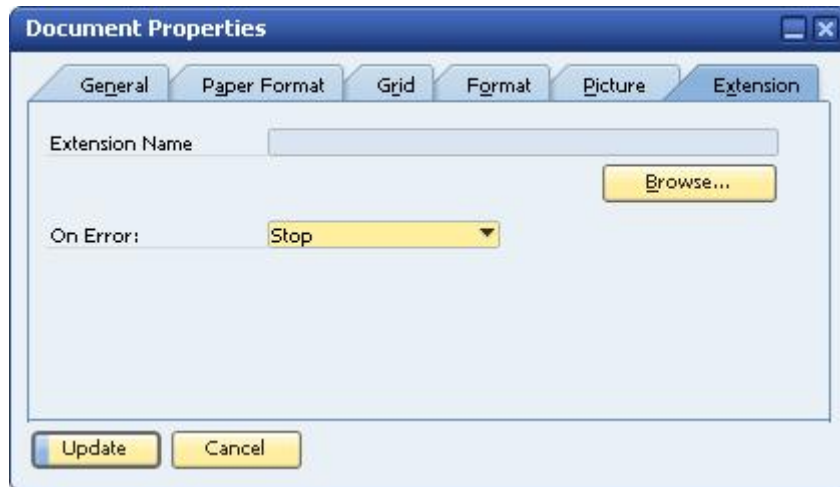 Document Properties
General Paper Format Grid Format Picture Extension
Extension Name
Browse...
On Error: Stop
Update Cancel